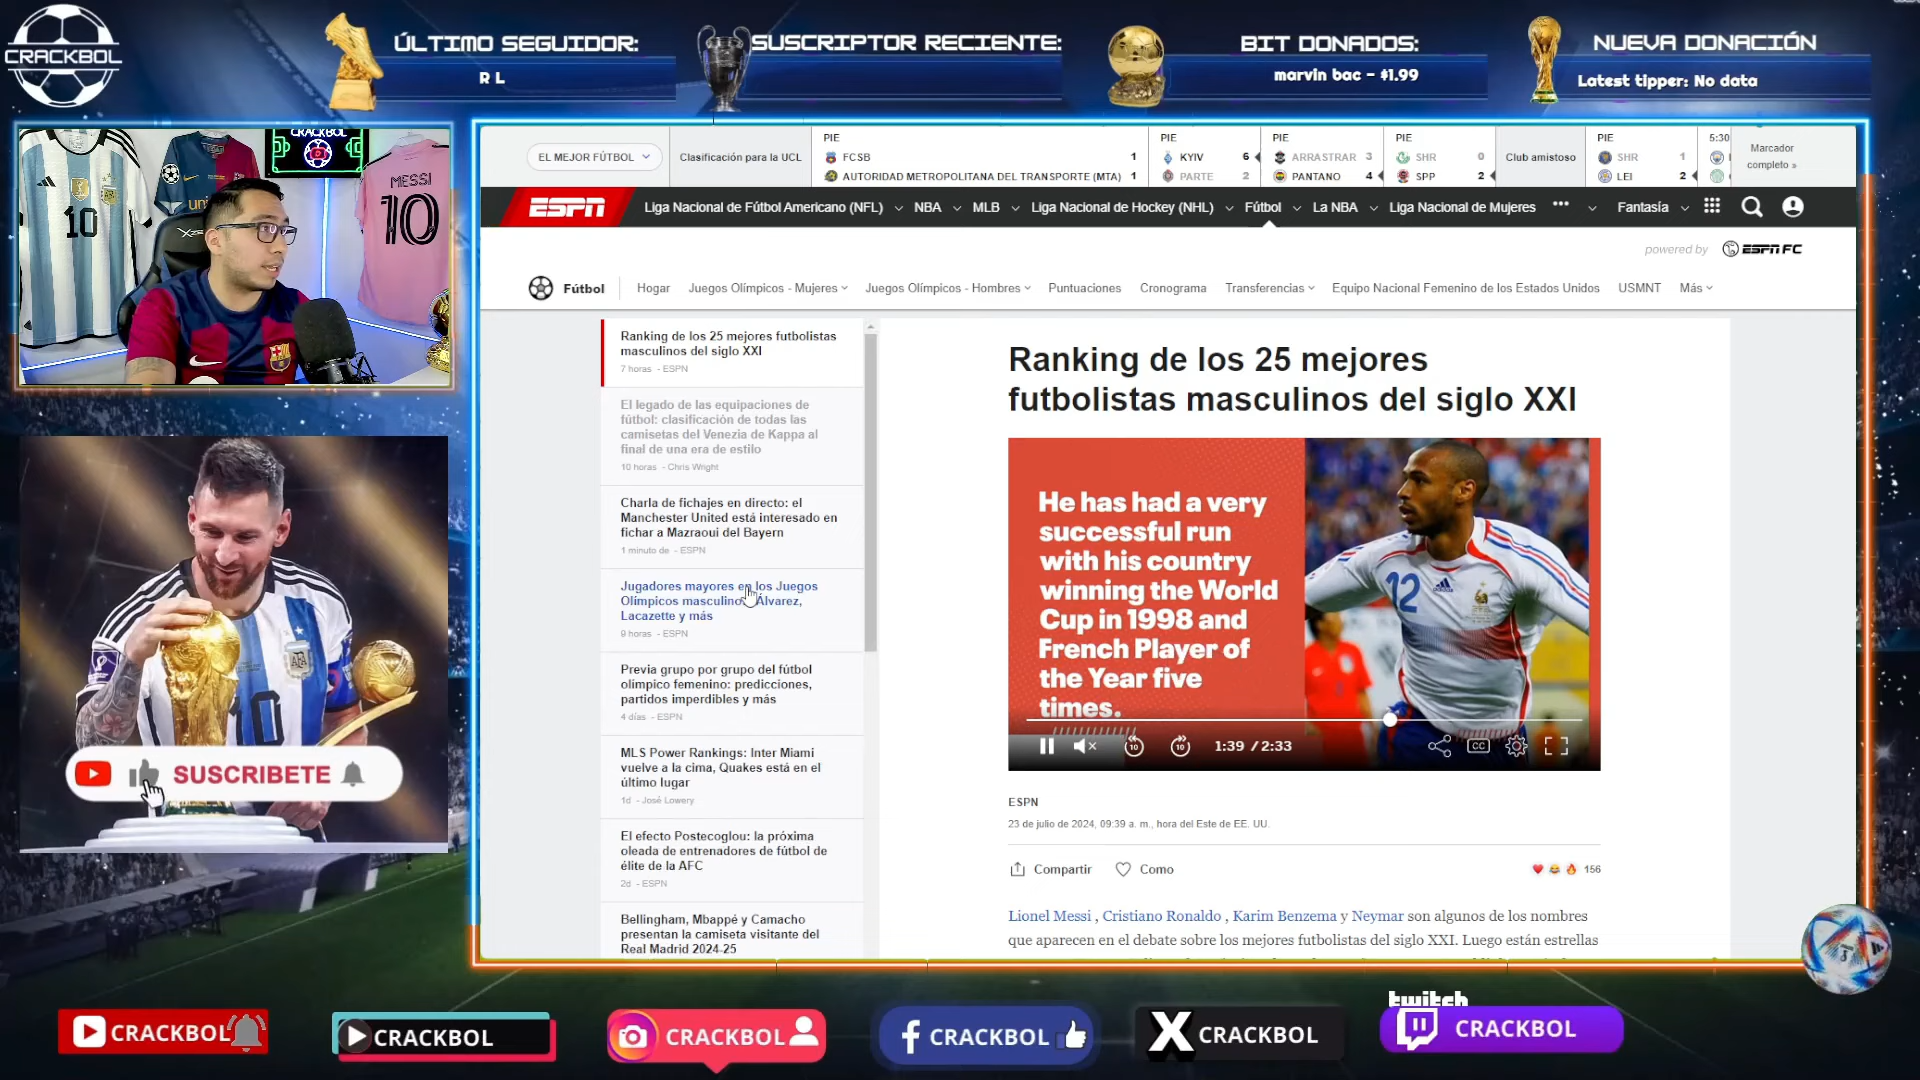 CRACKBOL
ÚLTIMO SEGUIDOR:
R L
SUSCRIPTOR RECIENTE:
BIT DONADOS:
marvin bac - $1.99
NUEVA DONACIÓN
Latest tipper: No data
CRACKBOL
MESSI
10
10
EL MEJOR FÚTBOL
Clasificación para la UCL
PIE
FCSB 1
AUTORIDAD METROPOLITANA DEL TRANSPORTE (MTA) 1
PIE
KYIV 6
PARTE 2
PIE
ARRASTRAR 3
PANTANO 4
PIE
SHR 0
SPP 2
Club amistoso
PIE
SHR 1
LEI 2
5:30
Marcador
completo »
ESPN
Liga Nacional de Fútbol Americano (NFL) NBA MLB Liga Nacional de Hockey (NHL) Fútbol La NBA Liga Nacional de Mujeres ••• Fantasía
powered by ESPN FC
Fútbol Hogar Juegos Olímpicos - Mujeres Juegos Olímpicos - Hombres Puntuaciones Cronograma Transferencias Equipo Nacional Femenino de los Estados Unidos USMNT Más
Ranking de los 25 mejores futbolistas
masculinos del siglo XXI
7 horas - ESPN
El legado de las equipaciones de
fútbol: clasificación de todas las
camisetas del Venezia de Kappa al
final de una era de estilo
10 horas - Chris Wright
Charla de fichajes en directo: el
Manchester United está interesado en
fichar a Mazraoui del Bayern
1 minuto de - ESPN
Jugadores mayores en los Juegos
Olímpicos masculinos: Álvarez,
Lacazette y más
9 horas - ESPN
Previa grupo por grupo del fútbol
olímpico femenino: predicciones,
partidos imperdibles y más
4 días - ESPN
MLS Power Rankings: Inter Miami
vuelve a la cima, Quakes está en el
último lugar
1d - José Lowery
El efecto Postecoglou: la próxima
oleada de entrenadores de fútbol de
élite de la AFC
2d - ESPN
Bellingham, Mbappé y Camacho
presentan la camiseta visitante del
Real Madrid 2024-25
Ranking de los 25 mejores
futbolistas masculinos del siglo XXI
He has had a very
successful run
with his country
winning the World
Cup in 1998 and
French Player of
the Year five
times.
12
10
10
1:39 / 2:33
CC
ESPN
23 de julio de 2024, 09:39 a. m., hora del Este de EE. UU.
Compartir Como
156
Lionel Messi , Cristiano Ronaldo , Karim Benzema y Neymar son algunos de los nombres
que aparecen en el debate sobre los mejores futbolistas del siglo XXI. Luego están estrellas
AFA
10
SUSCRIBETE
CRACKBOL
CRACKBOL
CRACKBOL
CRACKBOL
CRACKBOL
twitch
CRACKBOL